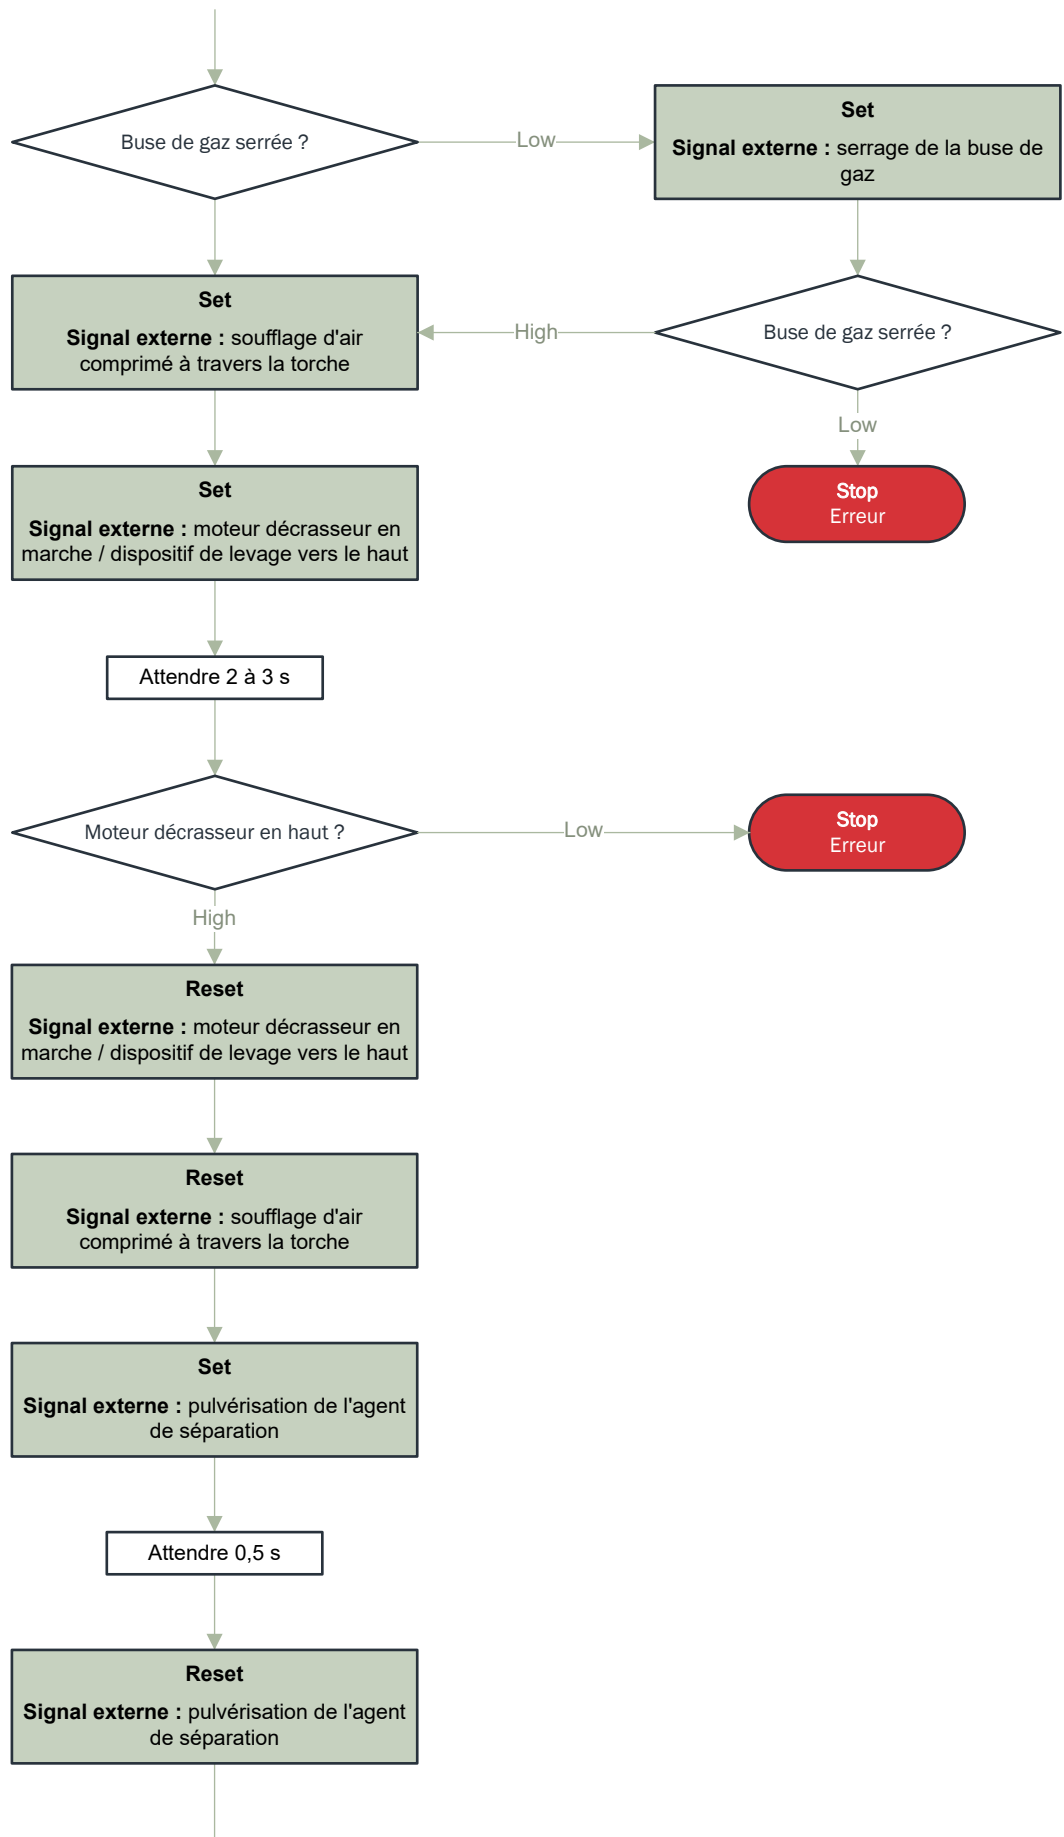 Buse de gaz serrée ?
Low
Set
Signal externe : serrage de la buse de
gaz
Set
Signal externe : soufflage d'air
comprimé à travers la torche
High
Buse de gaz serrée ?
Low
Stop
Erreur
Set
Signal externe : moteur décrasseur en
marche / dispositif de levage vers le haut
Attendre 2 à 3 s
Moteur décrasseur en haut ?
Low
Stop
Erreur
High
Reset
Signal externe : moteur décrasseur en
marche / dispositif de levage vers le haut
Reset
Signal externe : soufflage d'air
comprimé à travers la torche
Set
Signal externe : pulvérisation de l'agent
de séparation
Attendre 0,5 s
Reset
Signal externe : pulvérisation de l'agent
de séparation